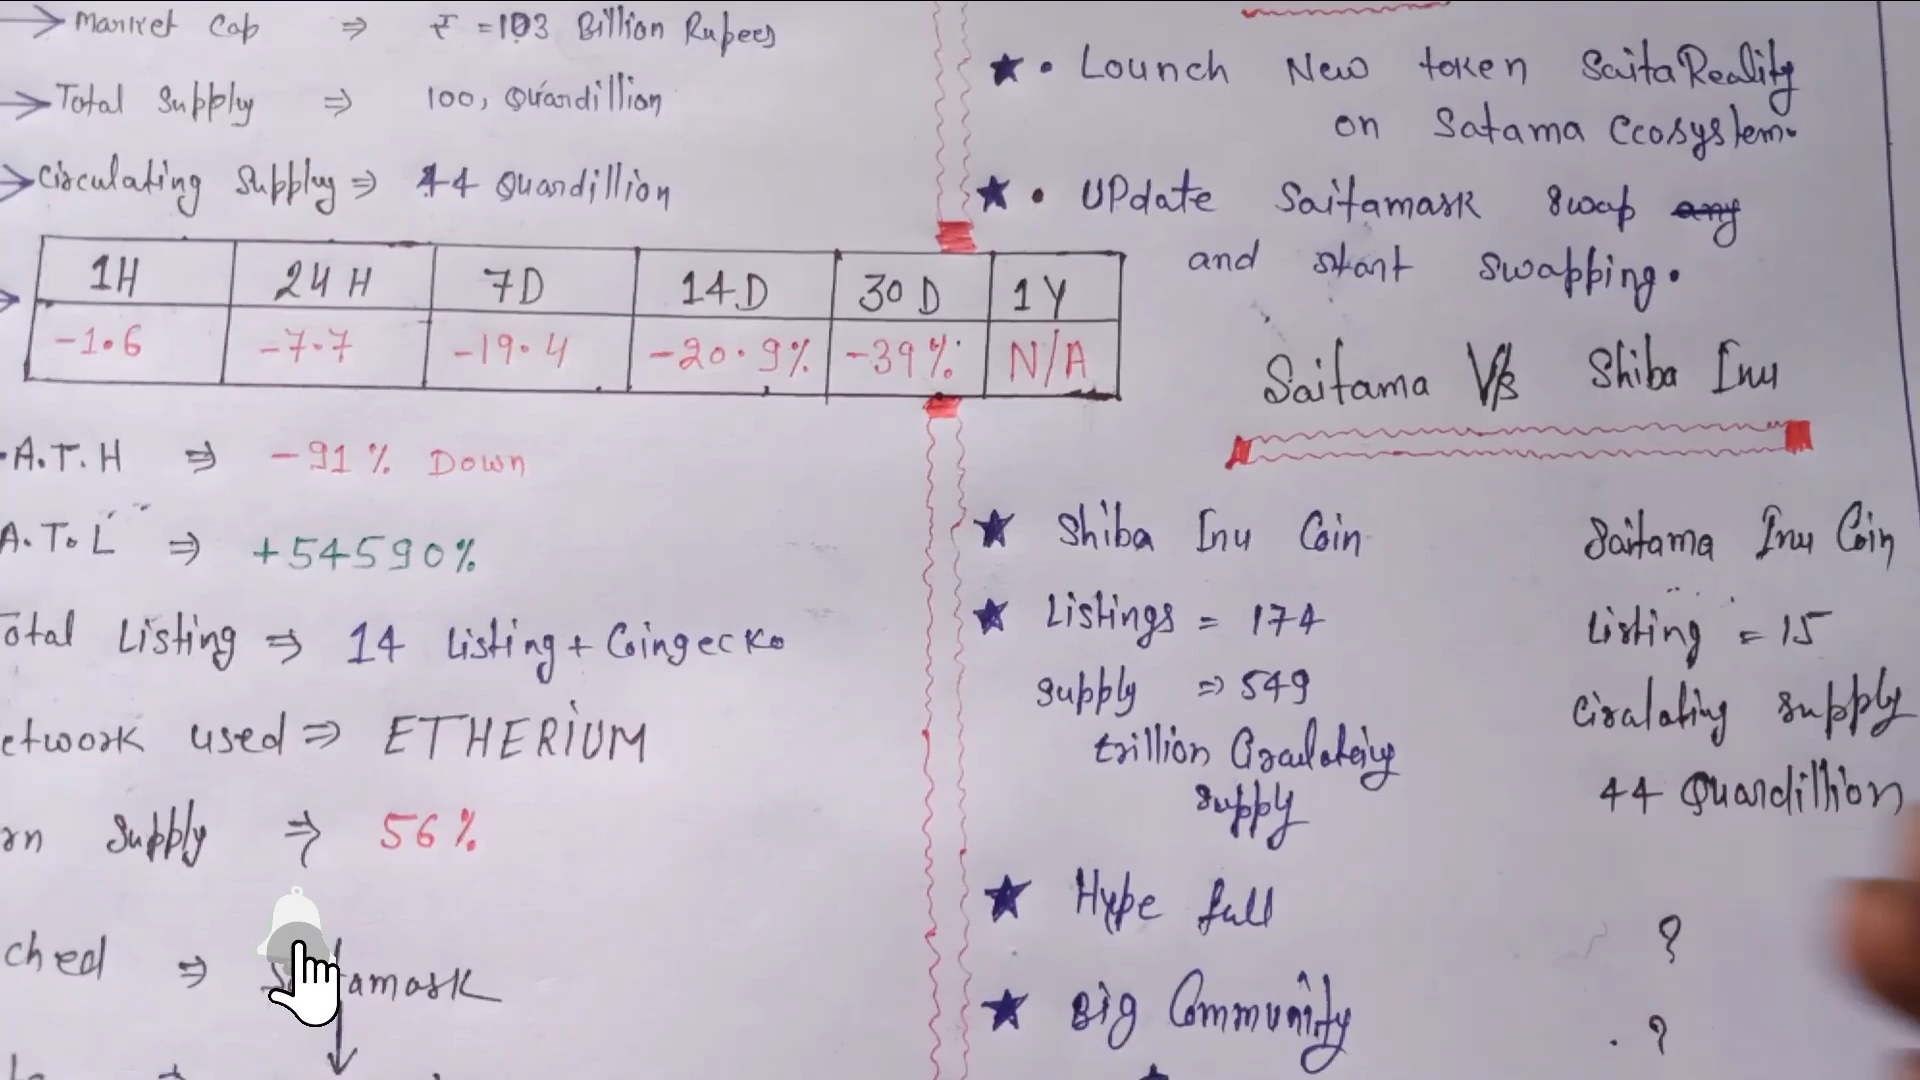 Market Cap ⇒ ₹ =103 Billion Rupees
Total Supply ⇒ 100, Quandillion
Circulating Supply ⇒ 44 Quandillion
1H 24H 7D 14D 30D 1Y
-1.6 -7.7 -19.4 -20.9% -39% N/A
A.T.H ⇒ -91% Down
A.T.L ⇒ +54590%
otal Listing ⇒ 14 Listing + Coingecko
etwork used ⇒ ETHERIUM
rn Supply ⇒ 56%
ched ⇒ amask
★ • Lounch New token SaitaReality
on Satama Ecosystem.
★ • UPdate Saitamask swap any
and start swapping.
Saitama V/s Shiba Inu
★ Shiba Inu Coin
★ Listings = 174
supply ⇒ 549
trillion Circulating
supply
★ Hype full
★ Big Community
Saitama Inu Coin
Listing = 15
Ciralating supply
44 Quandillion
?
. ?